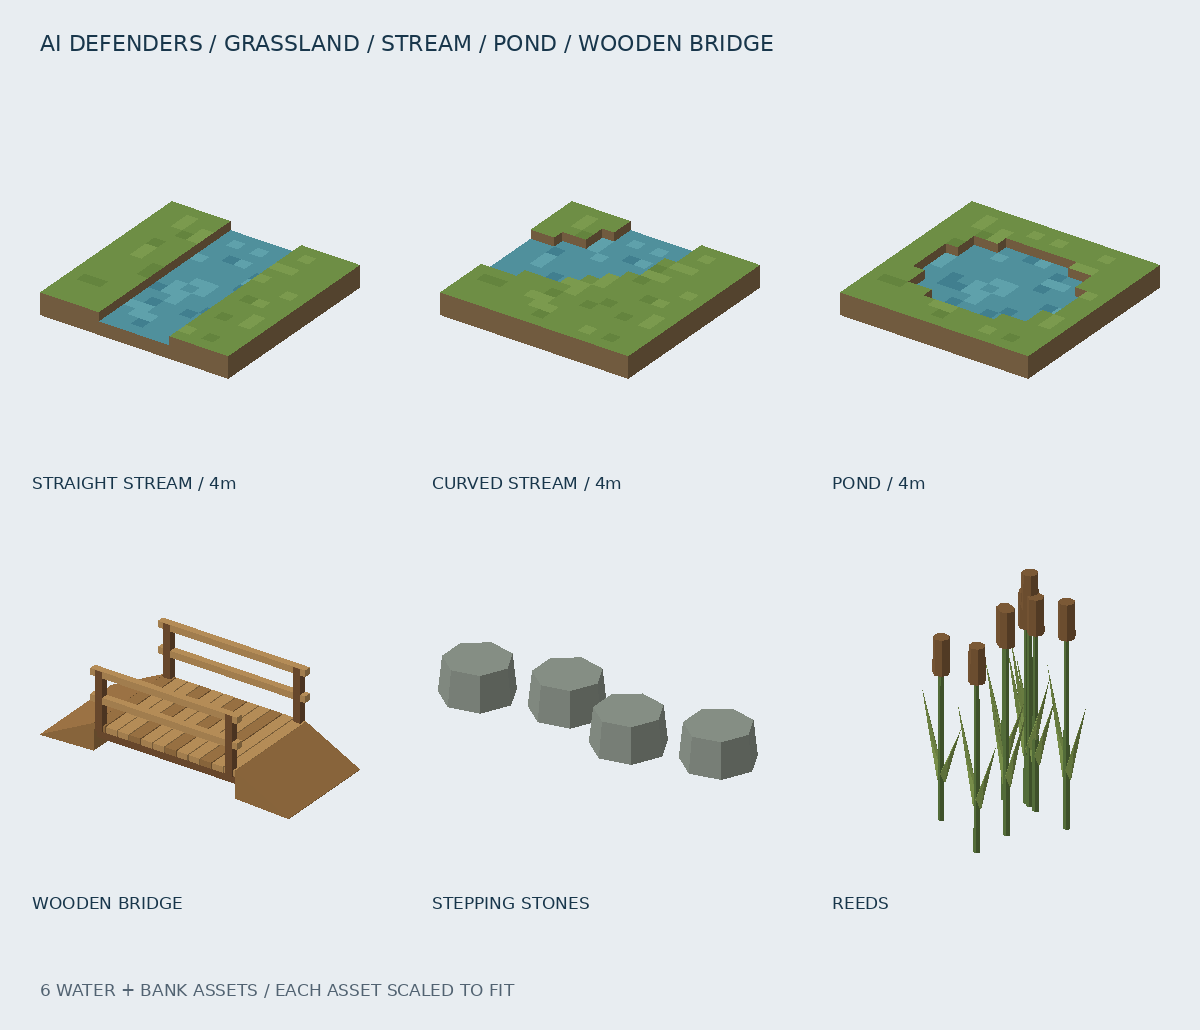 AI DEFENDERS / GRASSLAND / STREAM / POND / WOODEN BRIDGE
STRAIGHT STREAM / 4m
CURVED STREAM / 4m
POND / 4m
WOODEN BRIDGE
STEPPING STONES
REEDS
6 WATER + BANK ASSETS / EACH ASSET SCALED TO FIT